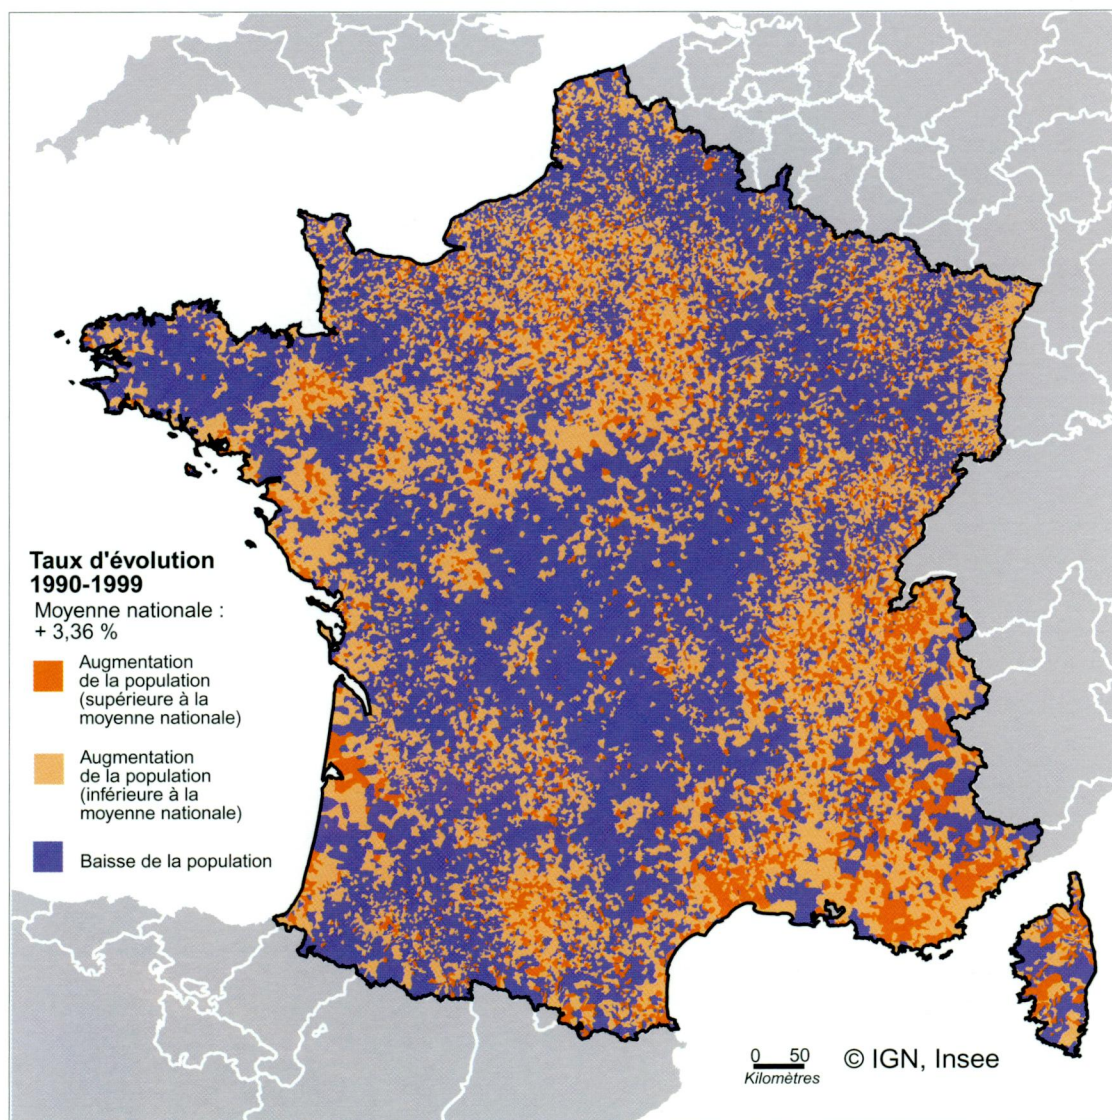 Taux d'évolution
1990-1999
Moyenne nationale :
+ 3,36 %
Augmentation
de la population
(supérieure à la
moyenne nationale)
Augmentation
de la population
(inférieure à la
moyenne nationale)
Baisse de la population
0 50
Kilomètres
© IGN, Insee